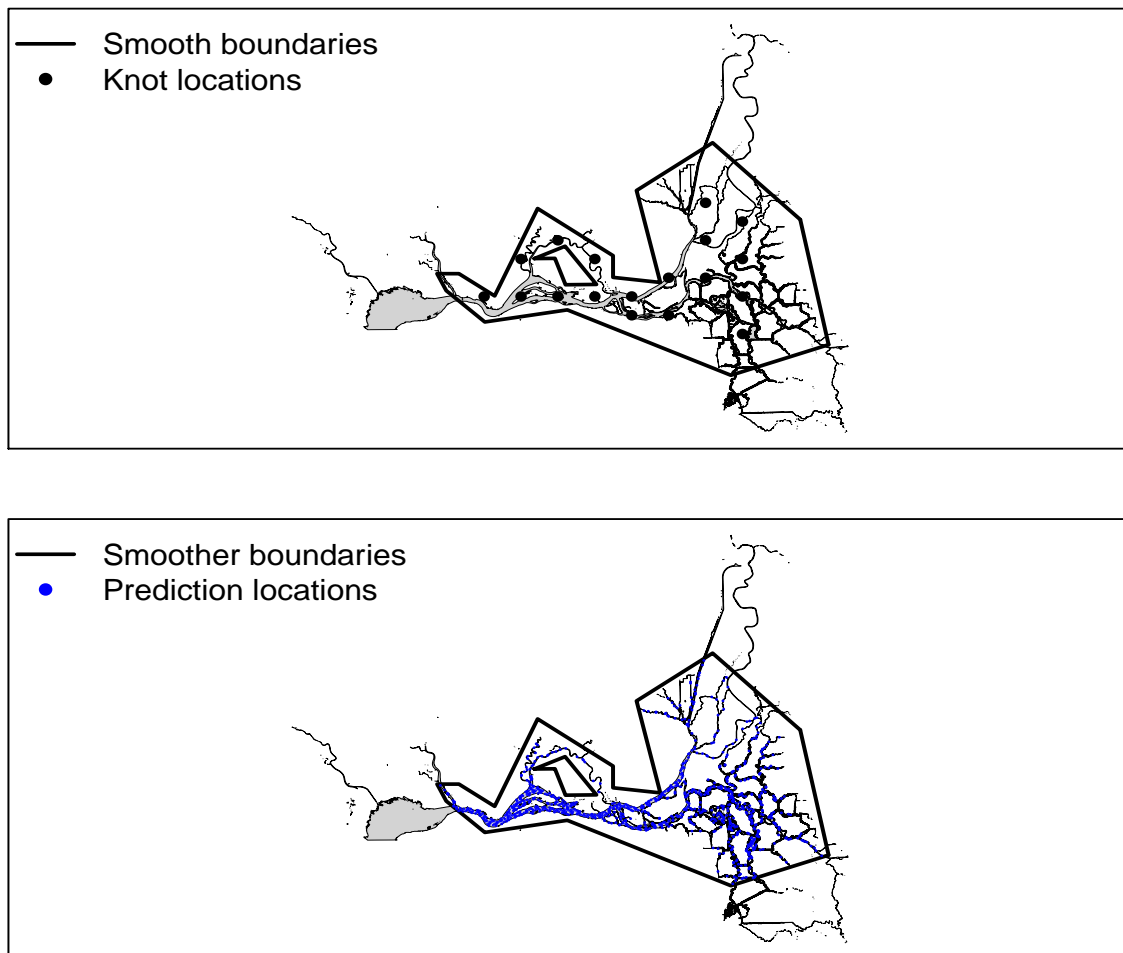 Smooth boundaries
Knot locations
Smoother boundaries
Prediction locations